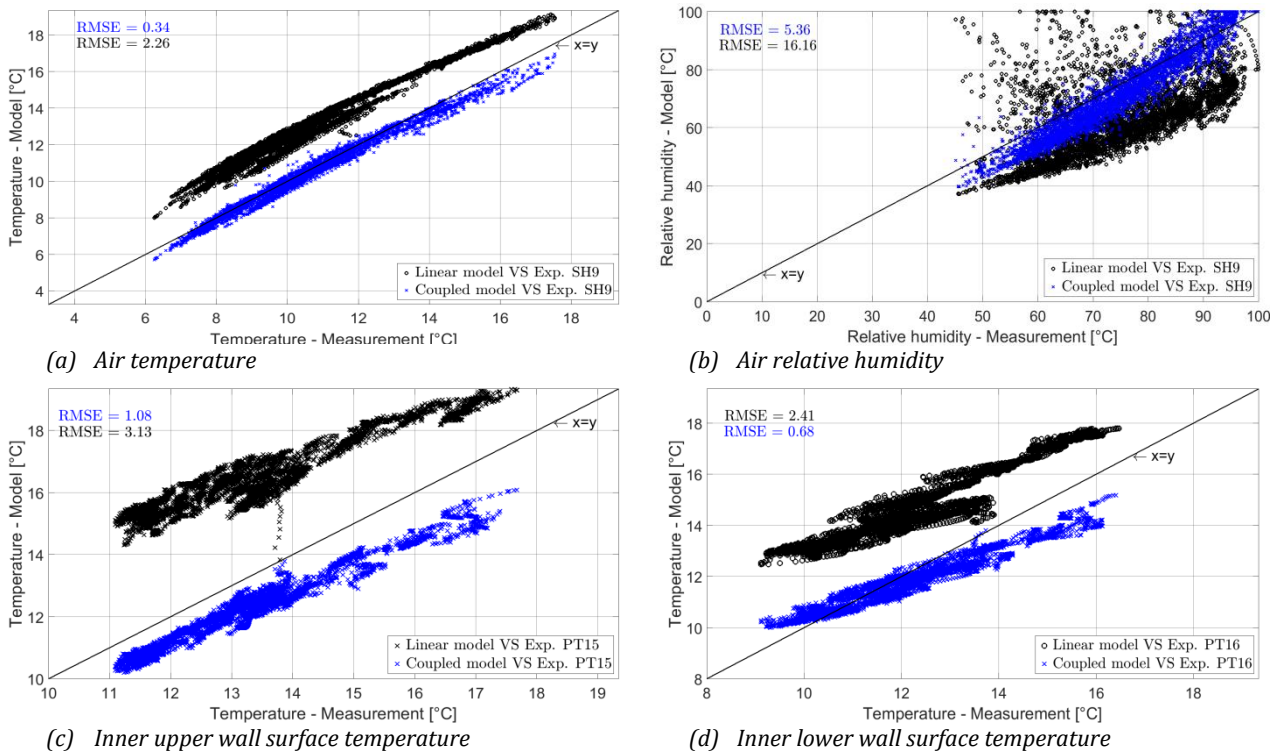 RMSE = 0.34
RMSE = 2.26
← x=y
Temperature - Model [°C]
18
16
14
12
10
8
6
4
4 6 8 10 12 14 16 18
Temperature - Measurement [°C]
Linear model VS Exp. SH9
Coupled model VS Exp. SH9
(a) Air temperature
RMSE = 5.36
RMSE = 16.16
← x=y
Relative humidity - Model [°C]
100
80
60
40
20
0
0 10 20 30 40 50 60 70 80 90 100
Relative humidity - Measurement [°C]
Linear model VS Exp. SH9
Coupled model VS Exp. SH9
(b) Air relative humidity
RMSE = 1.08
RMSE = 3.13
← x=y
Temperature - Model [°C]
18
16
14
12
10
10 11 12 13 14 15 16 17 18 19
Temperature - Measurement [°C]
Linear model VS Exp. PT15
Coupled model VS Exp. PT15
(c) Inner upper wall surface temperature
RMSE = 2.41
RMSE = 0.68
← x=y
Temperature - Model [°C]
18
16
14
12
10
8
8 10 12 14 16 18
Temperature - Measurement [°C]
Linear model VS Exp. PT16
Coupled model VS Exp. PT16
(d) Inner lower wall surface temperature